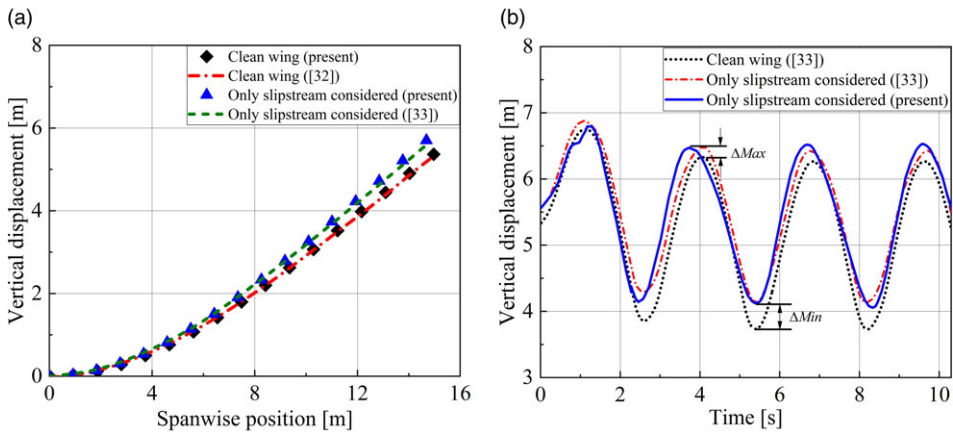 (a)
8
6
4
2
0
0
4
8
12
16
Vertical displacement [m]
Spanwise position [m]
Clean wing (present)
Clean wing ([32])
Only slipstream considered (present)
Only slipstream considered ([33])
(b)
8
7
6
5
4
3
0
2
4
6
8
10
Vertical displacement [m]
Time [s]
Clean wing ([33])
Only slipstream considered ([33])
Only slipstream considered (present)
ΔMax
ΔMin